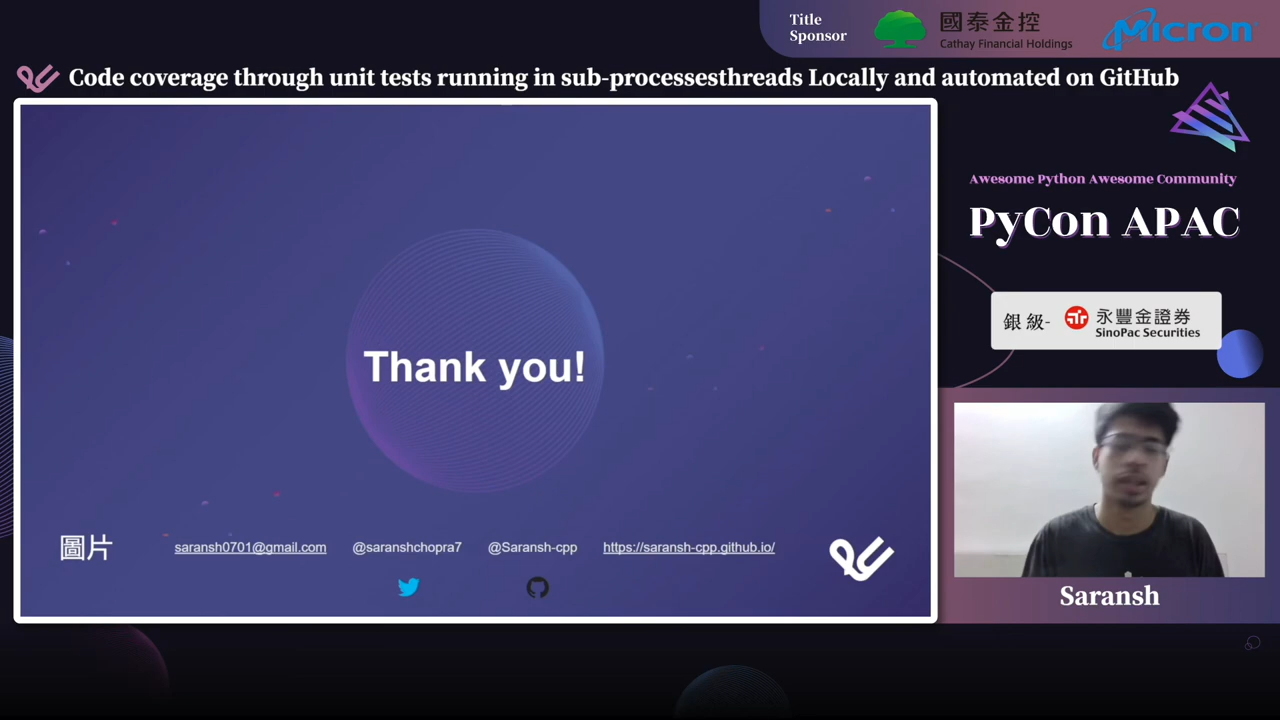 Title
Sponsor
國泰金控
Cathay Financial Holdings
Micron
Code coverage through unit tests running in sub-processesthreads Locally and automated on GitHub
Awesome Python Awesome Community
PyCon APAC
銀級-
永豐金證券
SinoPac Securities
Thank you!
圖片
saransh0701@gmail.com
@saranshchopra7
@Saransh-cpp
https://saransh-cpp.github.io/
Saransh